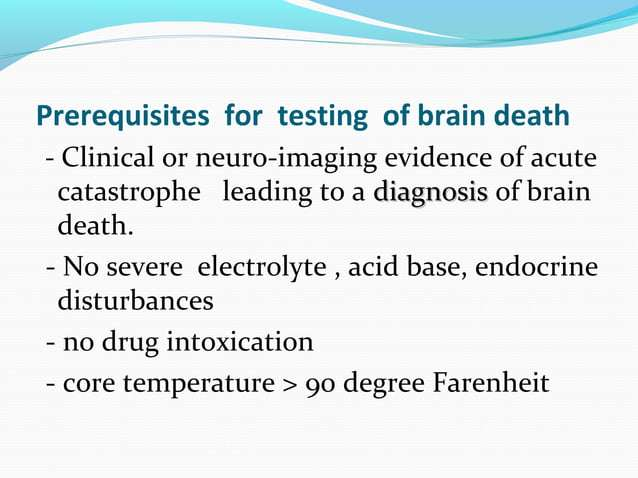 Prerequisites for testing of brain death
- Clinical or neuro-imaging evidence of acute
catastrophe leading to a diagnosis of brain
death.
- No severe electrolyte , acid base, endocrine
disturbances
- no drug intoxication
- core temperature > 90 degree Farenheit